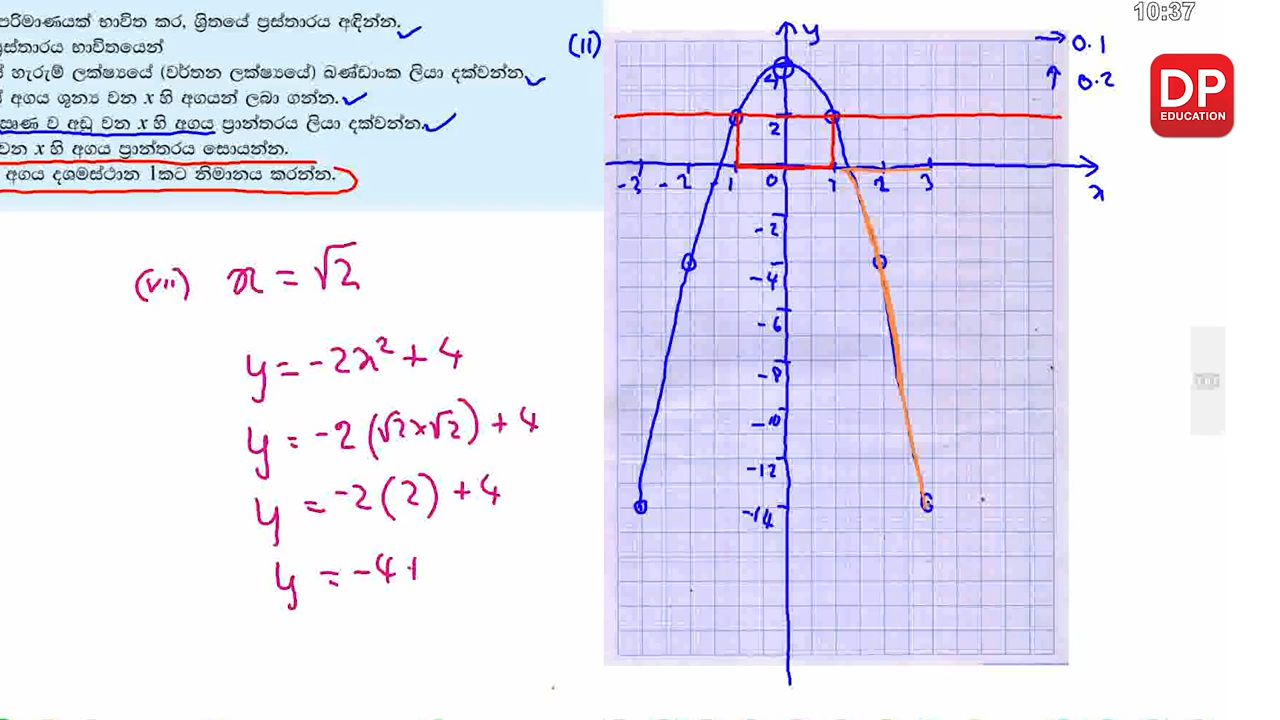 පරිමාණයක් භාවිත කර, ශ්‍රිතයේ ප්‍රස්තාරය අඳින්න.
ප්‍රස්තාරය භාවිතයෙන්
හැරුම් ලක්ෂ්‍යයේ (වර්තන ලක්ෂ්‍යයේ) ඛණ්ඩාංක ලියා දක්වන්න.
අගය ශුන්‍ය වන x හි අගයන් ලබා ගන්න.
ඍණ ව අඩු වන x හි අගය ප්‍රාන්තරය ලියා දක්වන්න.
වන x හි අගය ප්‍රාන්තරය සොයන්න.
අගය දශමස්ථාන 1කට නිමානය කරන්න.
(vii) x = √2
y = -2x² + 4
y = -2(√2×√2) + 4
y = -2(2) + 4
y = -4+
(ii)
y
→ 0.1
↑ 0.2
4
2
-3 -2 -1 0 1 2 3
x
-2
-4
-6
-8
-10
-12
-14
10:37
DP
EDUCATION